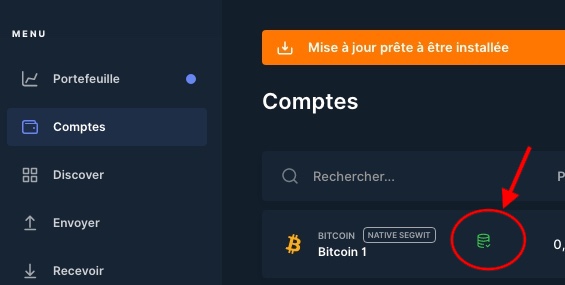 MENU
Mise à jour prête à être installée
Portefeuille
Comptes
Comptes
Discover
Rechercher...
P
Envoyer
BITCOIN NATIVE SEGWIT
Bitcoin 1
0,
Recevoir